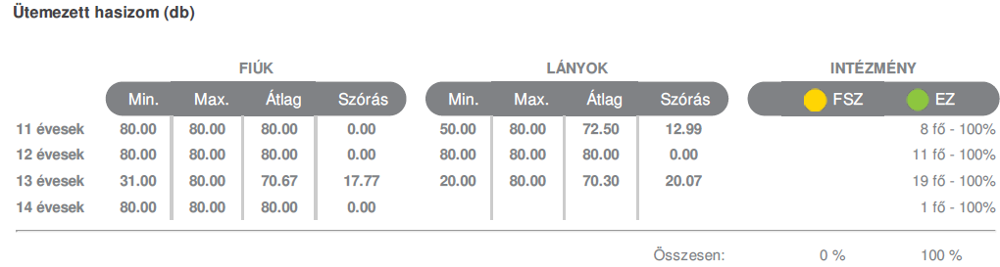 Ütemezett hasizom (db)
FIÚK LÁNYOK INTÉZMÉNY
Min. Max. Átlag Szórás Min. Max. Átlag Szórás FSZ EZ
11 évesek 80.00 80.00 80.00 0.00 50.00 80.00 72.50 12.99 8 fő - 100%
12 évesek 80.00 80.00 80.00 0.00 80.00 80.00 80.00 0.00 11 fő - 100%
13 évesek 31.00 80.00 70.67 17.77 20.00 80.00 70.30 20.07 19 fő - 100%
14 évesek 80.00 80.00 80.00 0.00 1 fő - 100%
Összesen: 0 % 100 %